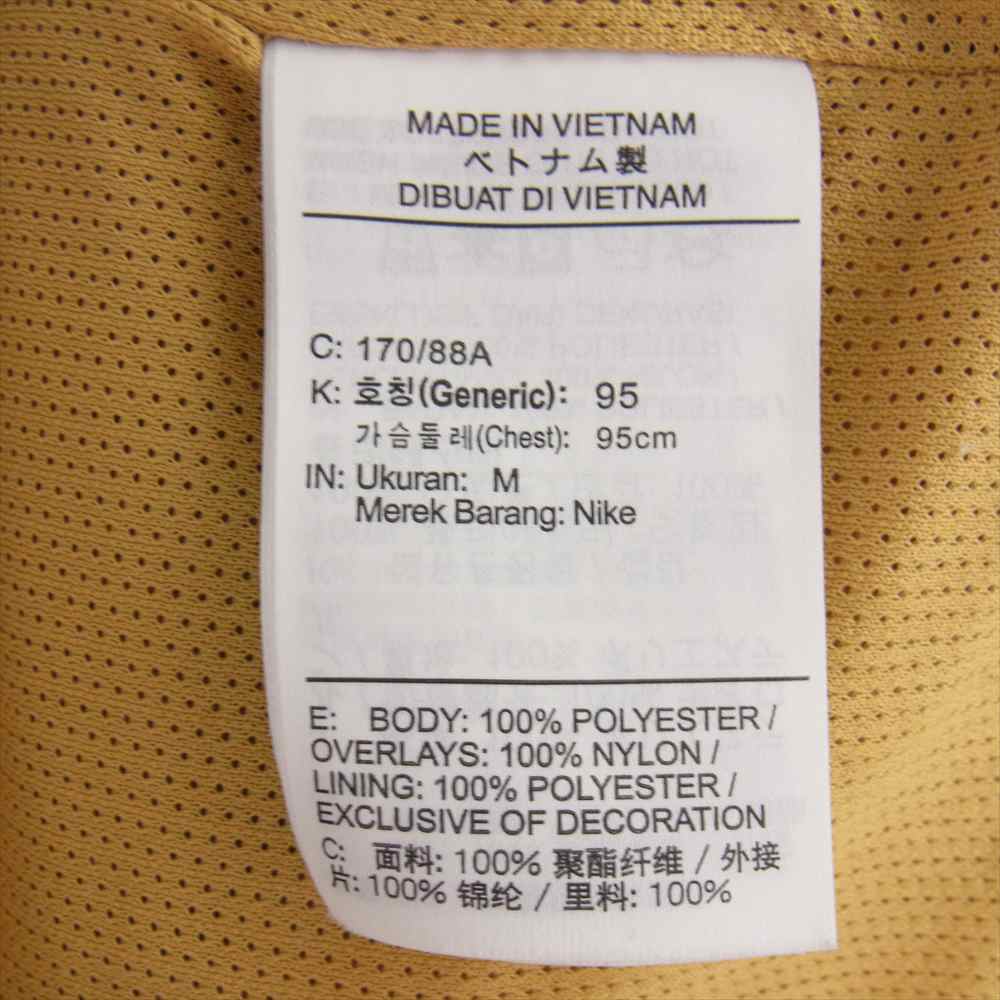 MADE IN VIETNAM
ベトナム製
DIBUAT DI VIETNAM
C: 170/88A
K: 호칭(Generic): 95
가슴둘레(Chest): 95cm
IN: Ukuran: M
Merek Barang: Nike
E: BODY: 100% POLYESTER /
OVERLAYS: 100% NYLON /
LINING: 100% POLYESTER /
EXCLUSIVE OF DECORATION
C: 面料: 100% 聚酯纤维 / 外接
片: 100% 锦纶 / 里料: 100%